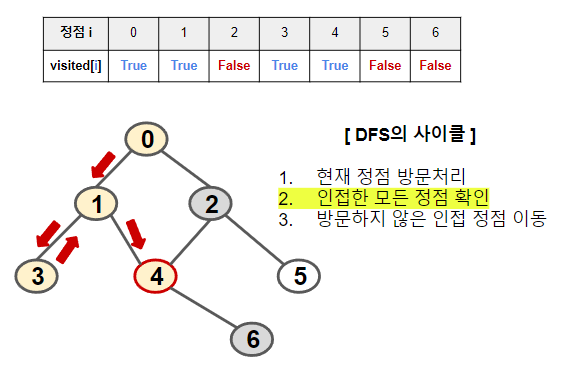 정점 i 0 1 2 3 4 5 6
visited[i] True True False True True False False
[ DFS의 사이클 ]
1. 현재 정점 방문처리
2. 인접한 모든 정점 확인
3. 방문하지 않은 인접 정점 이동
0
1 2
3 4 5
6